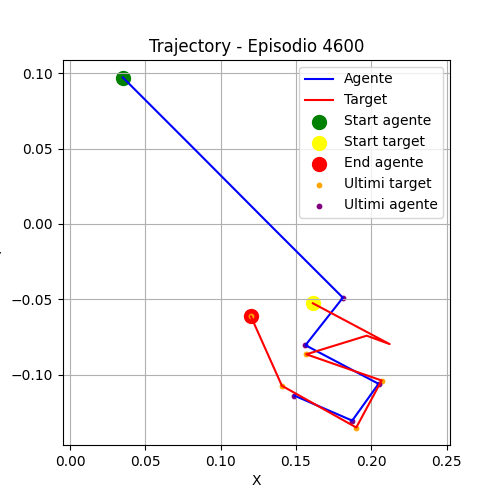 Trajectory - Episodio 4600
0.10
0.05
0.00
−0.05
−0.10
0.00
0.05
0.10
0.15
0.20
0.25
X
Agente
Target
Start agente
Start target
End agente
Ultimi target
Ultimi agente